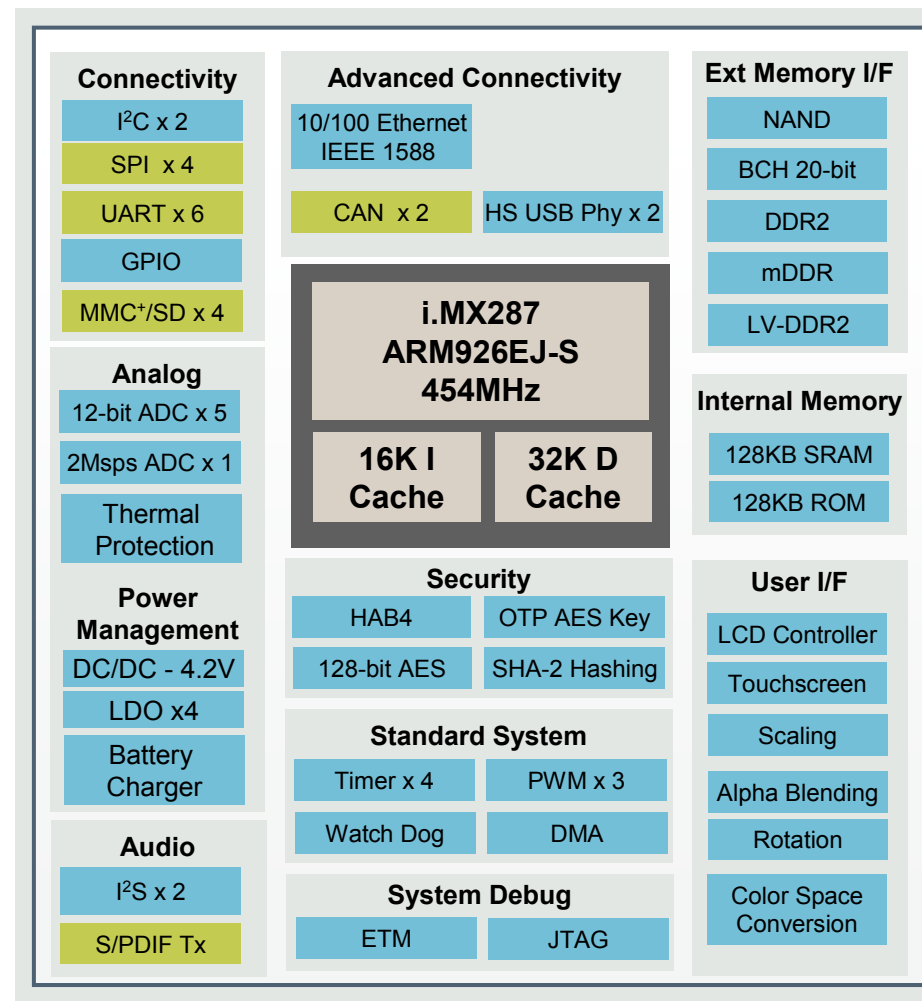 Connectivity
I²C x 2
SPI x 4
UART x 6
GPIO
MMC⁺/SD x 4
Analog
12-bit ADC x 5
2Msps ADC x 1
Thermal
Protection
Power
Management
DC/DC - 4.2V
LDO x4
Battery
Charger
Audio
I²S x 2
S/PDIF Tx
Advanced Connectivity
10/100 Ethernet
IEEE 1588
CAN x 2
HS USB Phy x 2
i.MX287
ARM926EJ-S
454MHz
16K I
Cache
32K D
Cache
Security
HAB4
OTP AES Key
128-bit AES
SHA-2 Hashing
Standard System
Timer x 4
PWM x 3
Watch Dog
DMA
System Debug
ETM
JTAG
Ext Memory I/F
NAND
BCH 20-bit
DDR2
mDDR
LV-DDR2
Internal Memory
128KB SRAM
128KB ROM
User I/F
LCD Controller
Touchscreen
Scaling
Alpha Blending
Rotation
Color Space
Conversion